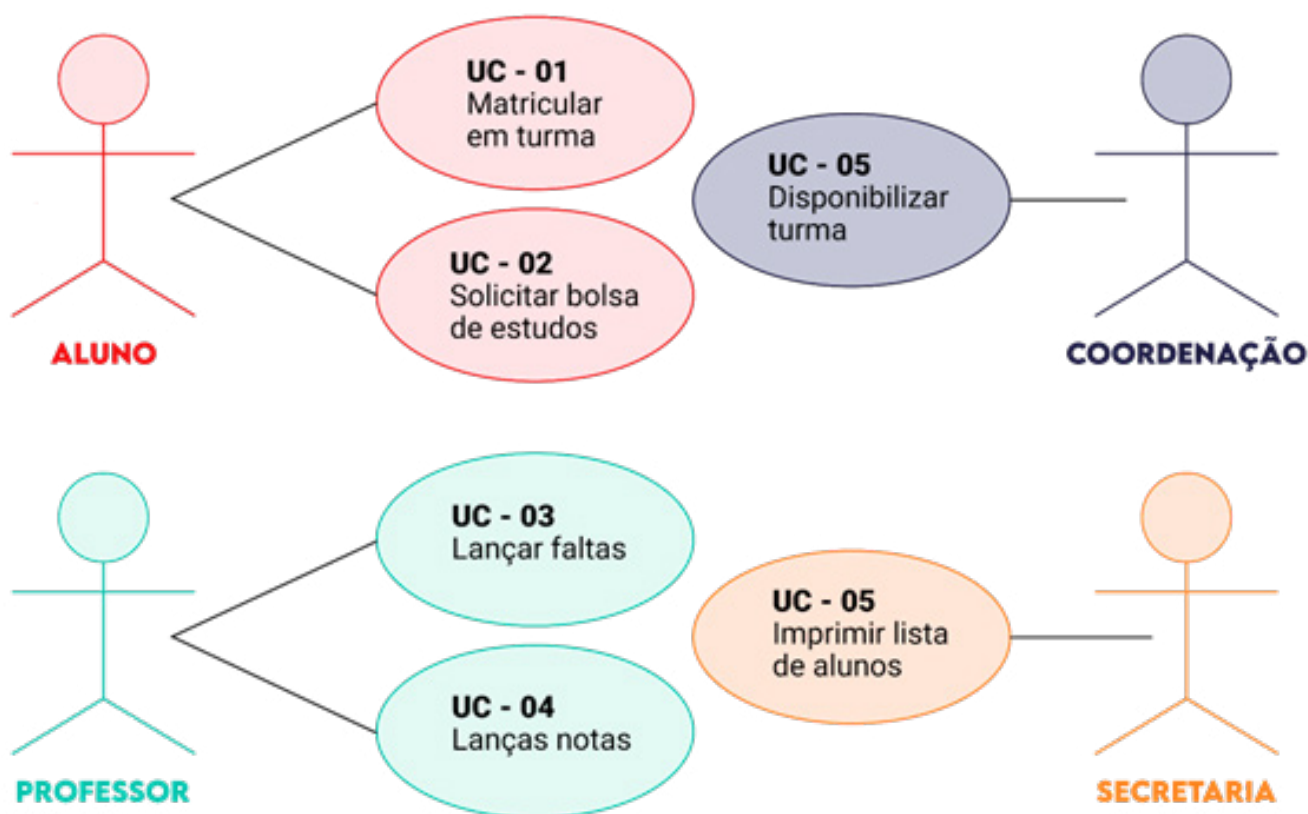 UC - 01
Matricular
em turma
UC - 02
Solicitar bolsa
de estudos
ALUNO
UC - 05
Disponibilizar
turma
COORDENAÇÃO
UC - 03
Lançar faltas
UC - 04
Lanças notas
PROFESSOR
UC - 05
Imprimir lista
de alunos
SECRETARIA